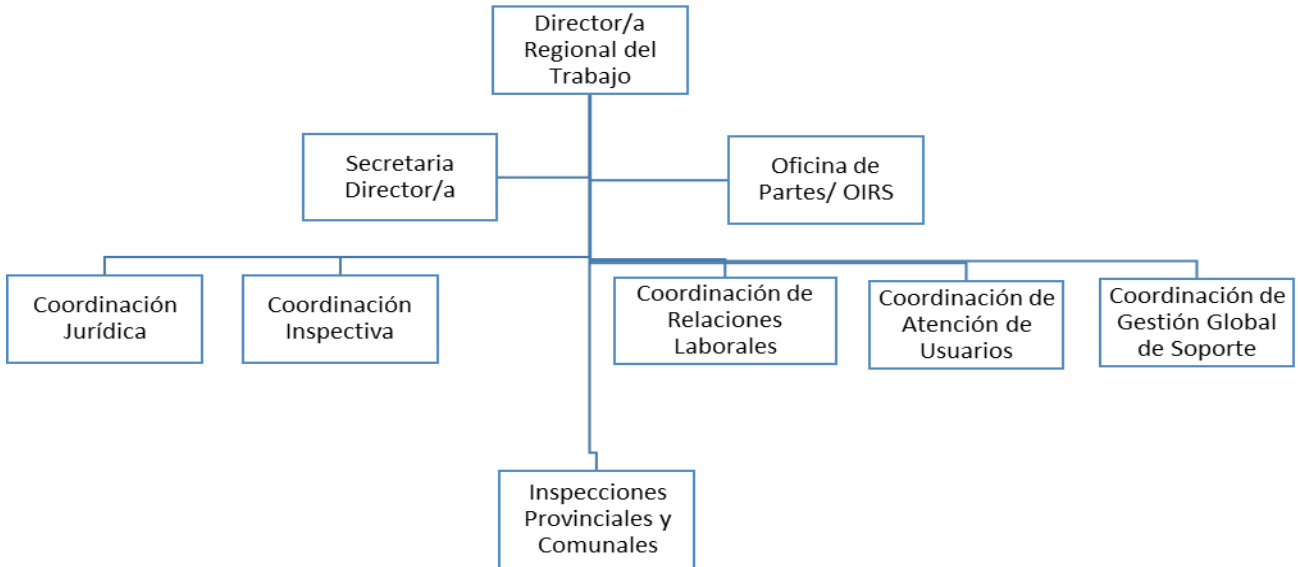 Director/a
Regional del
Trabajo
Secretaria
Director/a
Oficina de
Partes/ OIRS
Coordinación
Jurídica
Coordinación
Inspectiva
Coordinación de
Relaciones
Laborales
Coordinación de
Atención de
Usuarios
Coordinación de
Gestión Global
de Soporte
Inspecciones
Provinciales y
Comunales